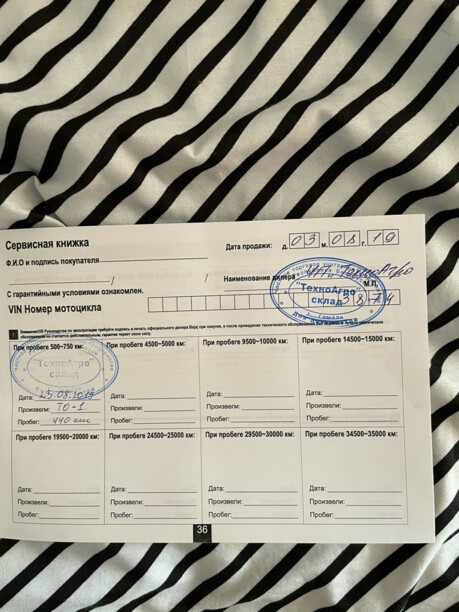 Сервисная книжка
Дата продажи: д. 03 м. 08 г. 19
Ф.И.О и подпись покупателя
Наименование дилера ЧТП ТехноАгро
С гарантийными условиями ознакомлен.
М.П.
"ТехноАгро"
склад
VIN Номер мотоцикла 3874
При пробеге 500~750 км:
При пробеге 4500~5000 км:
При пробеге 9500~10000 км:
При пробеге 14500~15000 км:
"ТехноАгро"
склад
Дата: 25.08.2019
Дата:
Дата:
Дата:
Произвели: ТО-1
Произвели:
Произвели:
Произвели:
Пробег: 440 км
Пробег:
Пробег:
Пробег:
При пробеге 19500~20000 км:
При пробеге 24500~25000 км:
При пробеге 29500~30000 км:
При пробеге 34500~35000 км:
Дата:
Дата:
Дата:
Дата:
Произвели:
Произвели:
Произвели:
Произвели:
Пробег:
Пробег:
Пробег:
Пробег:
36